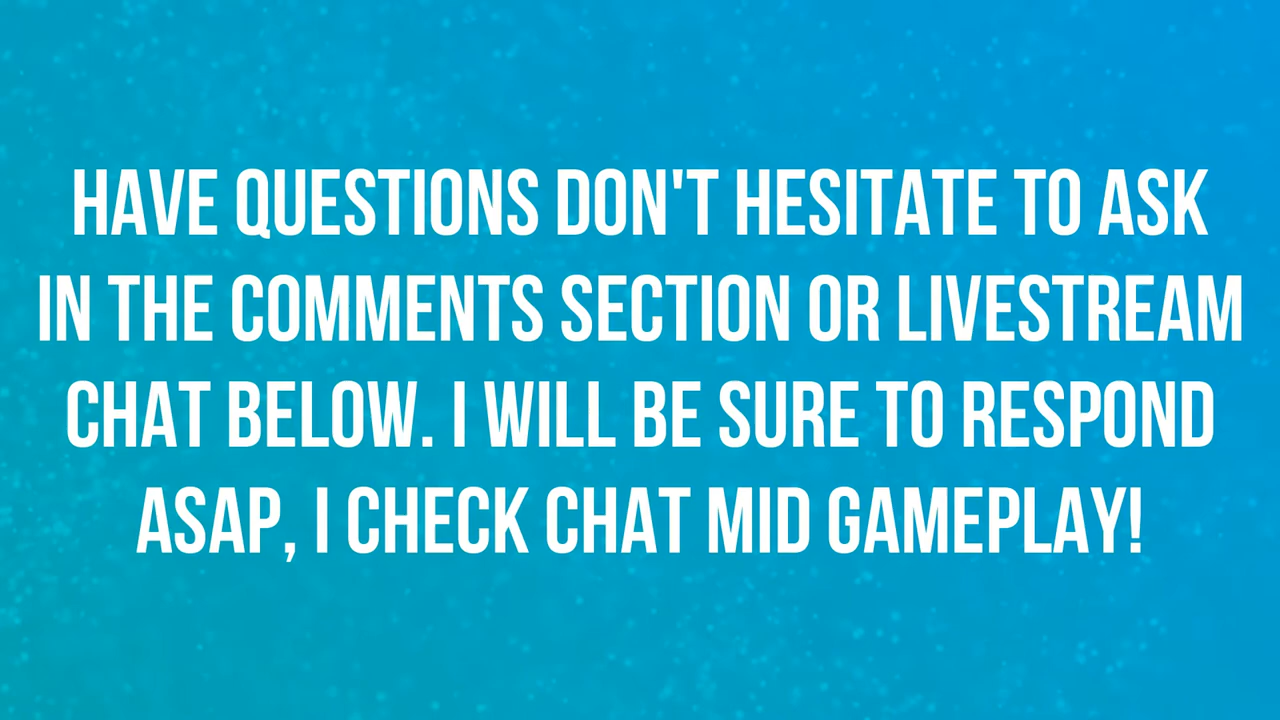 HAVE QUESTIONS DON'T HESITATE TO ASK
IN THE COMMENTS SECTION OR LIVESTREAM
CHAT BELOW. I WILL BE SURE TO RESPOND
ASAP, I CHECK CHAT MID GAMEPLAY!